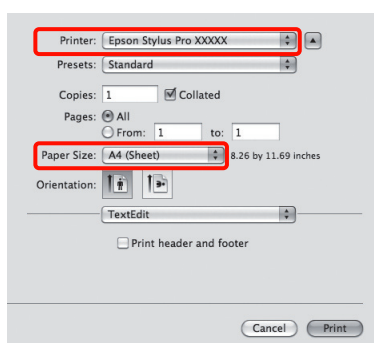 Printer: Epson Stylus Pro XXXXX
Presets: Standard
Copies: 1 Collated
Pages: All
From: 1 to: 1
Paper Size: A4 (Sheet) 8.26 by 11.69 inches
Orientation:
TextEdit
Print header and footer
Cancel Print